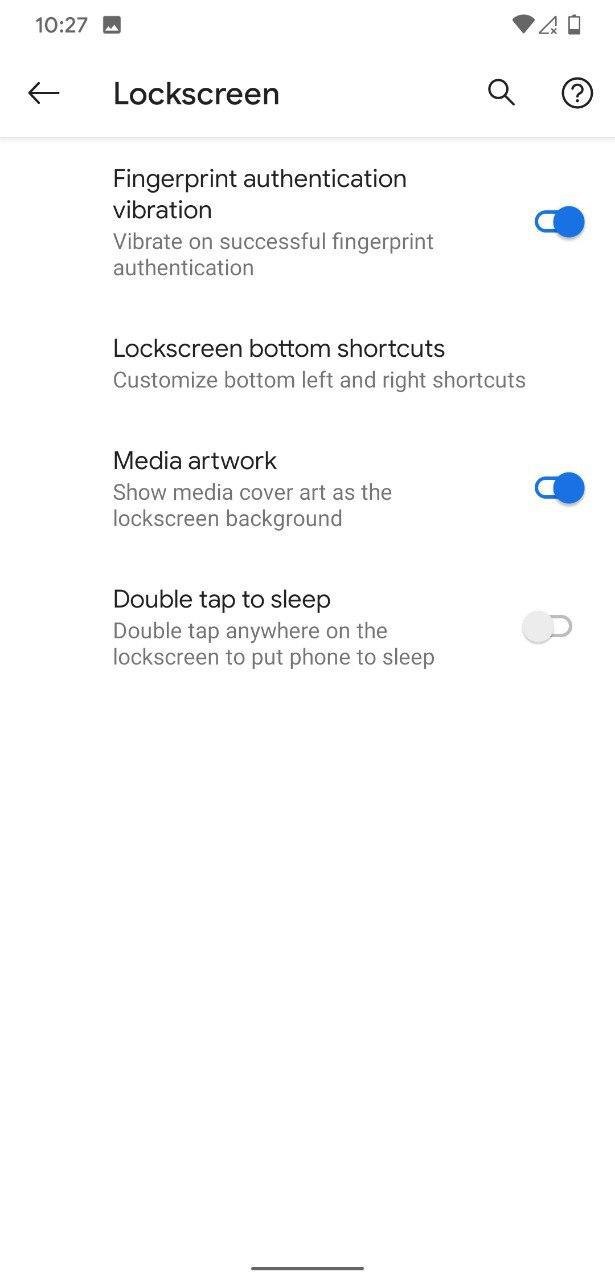 10:27
Lockscreen
Fingerprint authentication
vibration
Vibrate on successful fingerprint
authentication
Lockscreen bottom shortcuts
Customize bottom left and right shortcuts
Media artwork
Show media cover art as the
lockscreen background
Double tap to sleep
Double tap anywhere on the
lockscreen to put phone to sleep